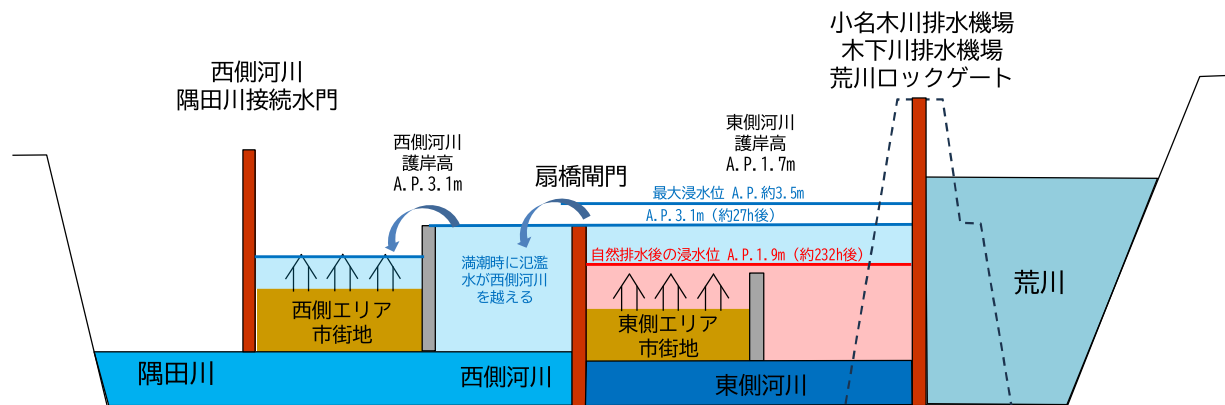 小名木川排水機場
木下川排水機場
荒川ロックゲート
西側河川
隅田川接続水門
西側河川
護岸高
A.P.3.1m
扇橋閘門
東側河川
護岸高
A.P.1.7m
最大浸水位 A.P.約3.5m
A.P.3.1m（約27h後）
自然排水後の浸水位 A.P.1.9m（約232h後）
満潮時に氾濫
水が西側河川
を越える
荒川
西側エリア
市街地
東側エリア
市街地
隅田川
西側河川
東側河川